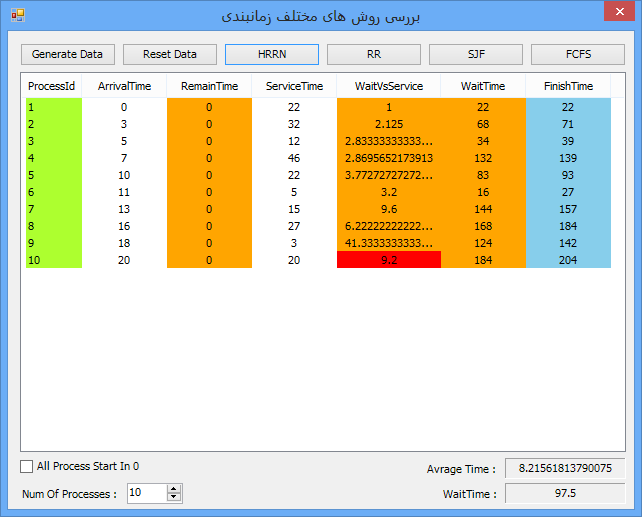 بررسی روش های مختلف زمانبندی
Generate Data Reset Data HRRN RR SJF FCFS
ProcessId ArrivalTime RemainTime ServiceTime WaitVsService WaitTime FinishTime
1 0 0 22 1 22 22
2 3 0 32 2.125 68 71
3 5 0 12 2.83333333333... 34 39
4 7 0 46 2.8695652173913 132 139
5 10 0 22 3.77272727272... 83 93
6 11 0 5 3.2 16 27
7 13 0 15 9.6 144 157
8 16 0 27 6.22222222222... 168 184
9 18 0 3 41.3333333333... 124 142
10 20 0 20 9.2 184 204
All Process Start In 0
Avrage Time : 8.21561813790075
Num Of Processes : 10
WaitTime : 97.5